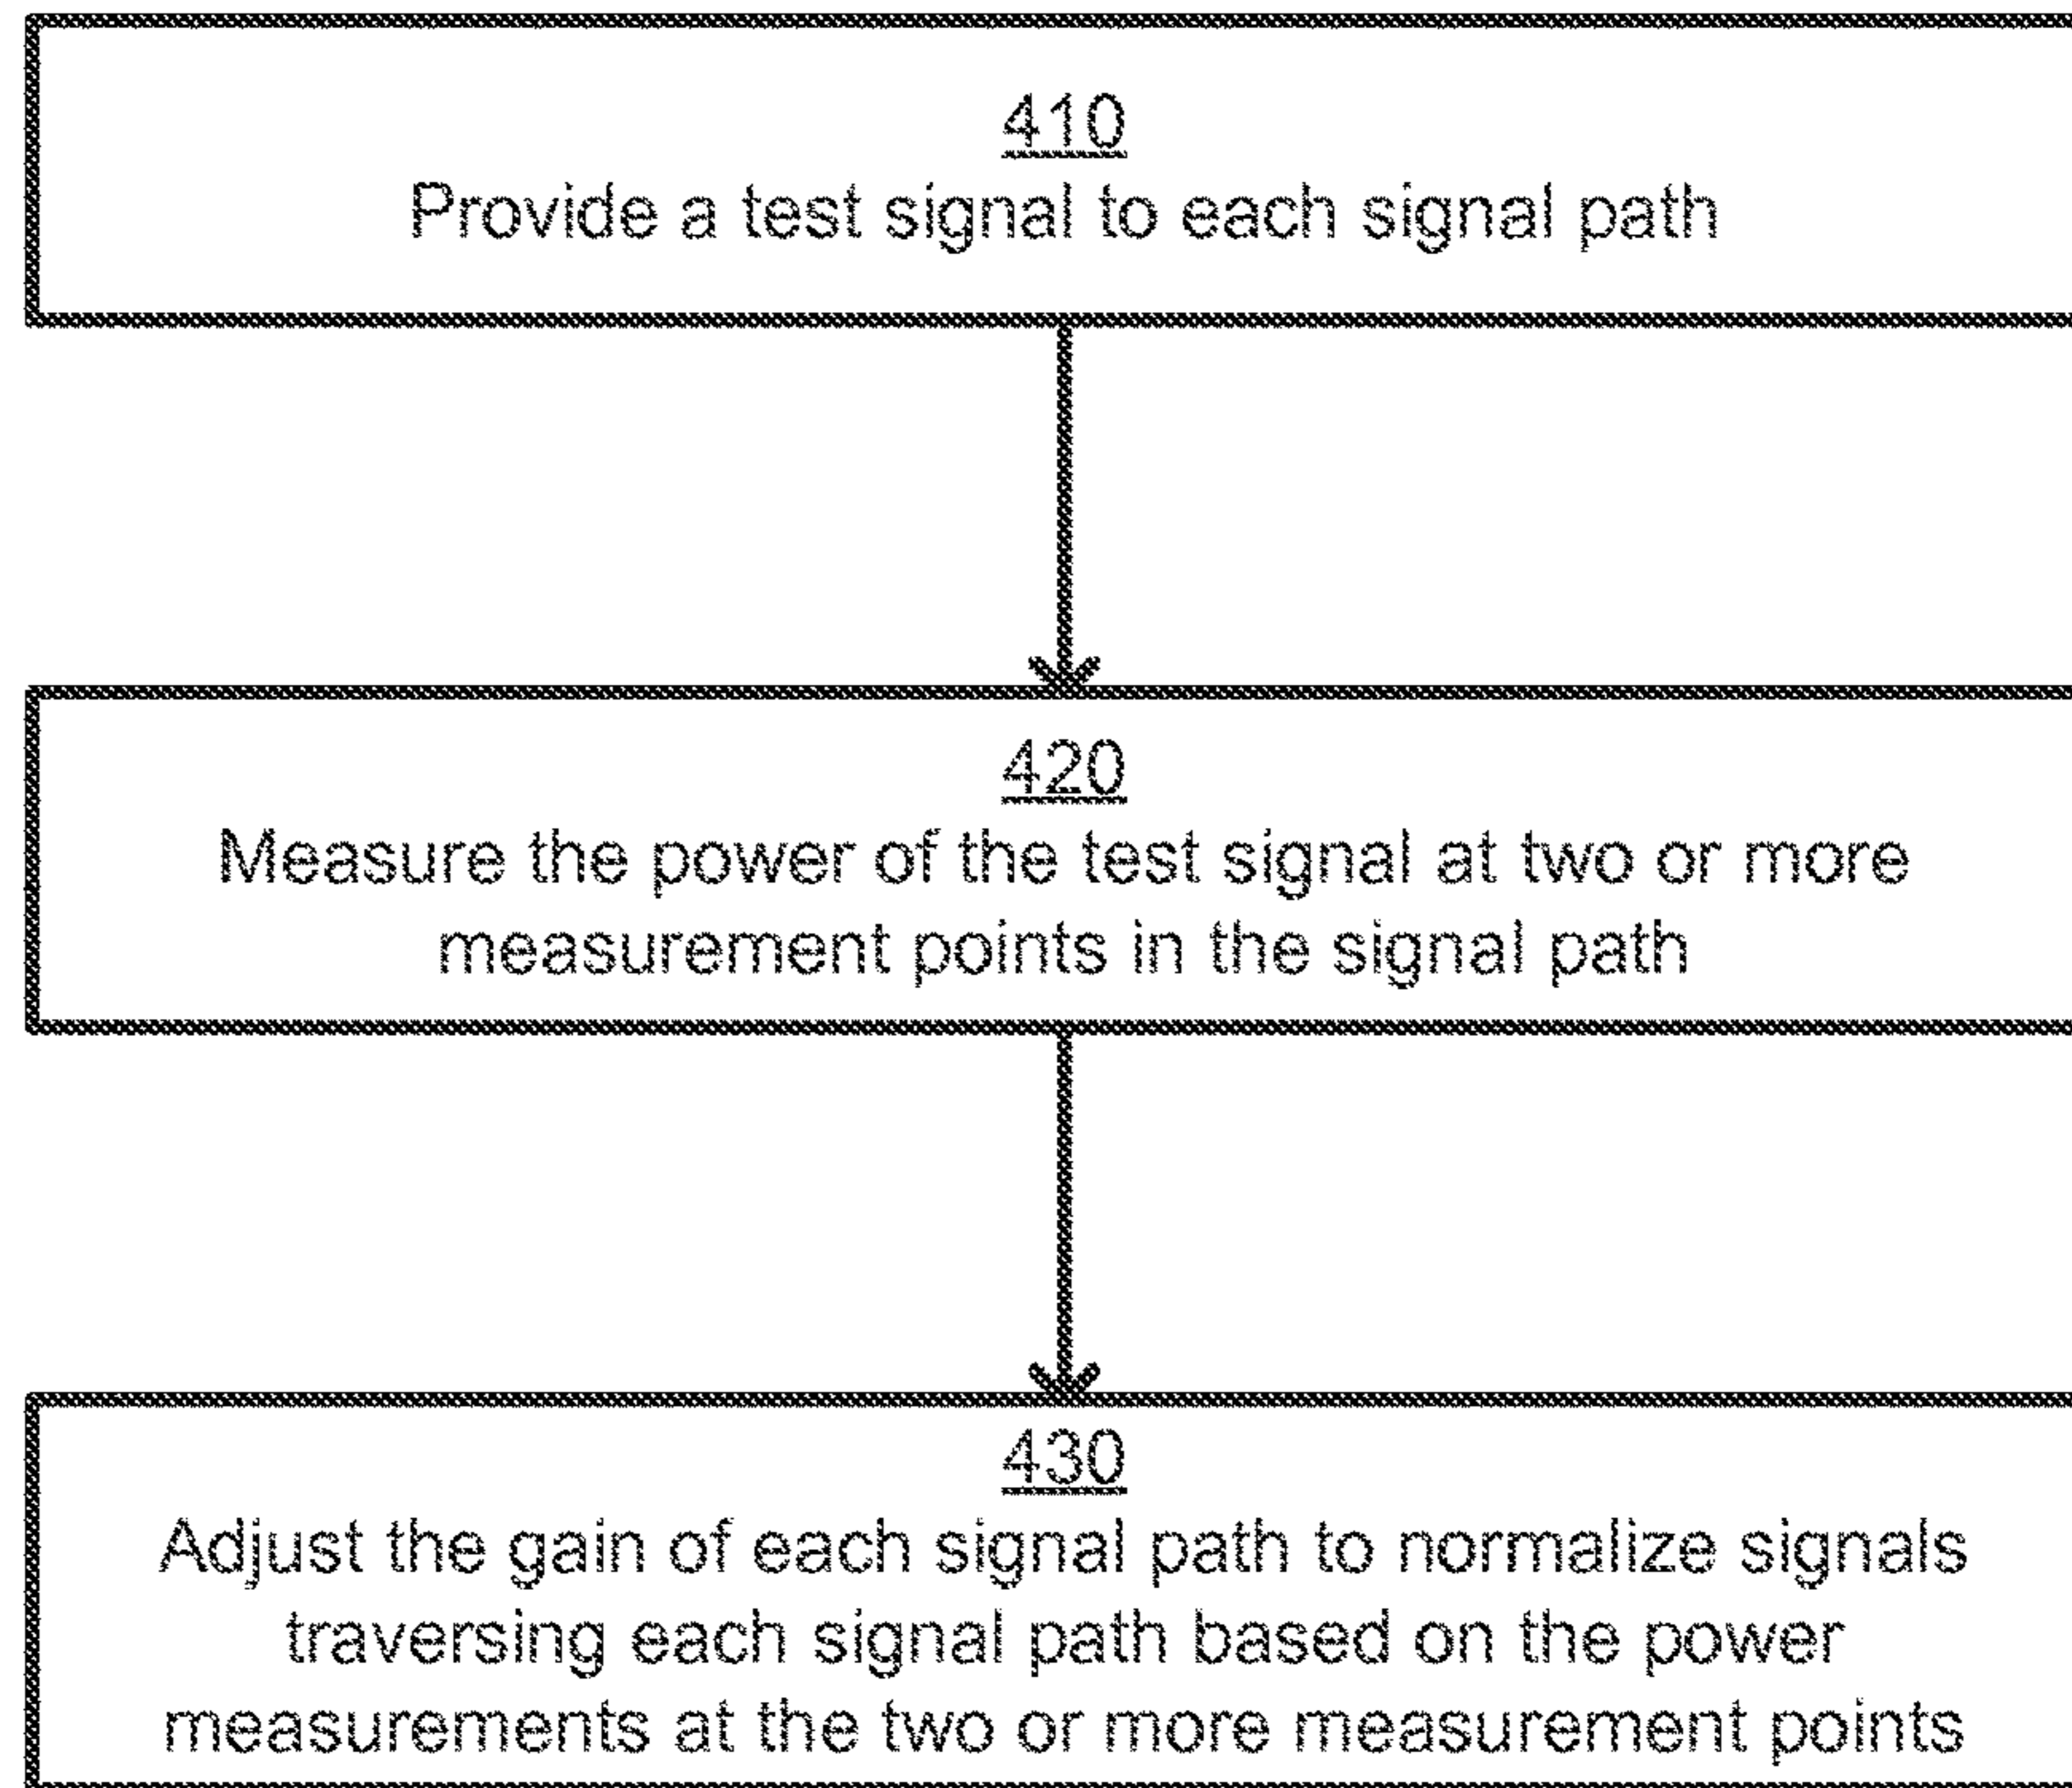 410
Provide a test signal to each signal path
420
Measure the power of the test signal at two or more
measurement points in the signal path
430
Adjust the gain of each signal path to normalize signals
traversing each signal path based on the power
measurements at the two or more measurement points